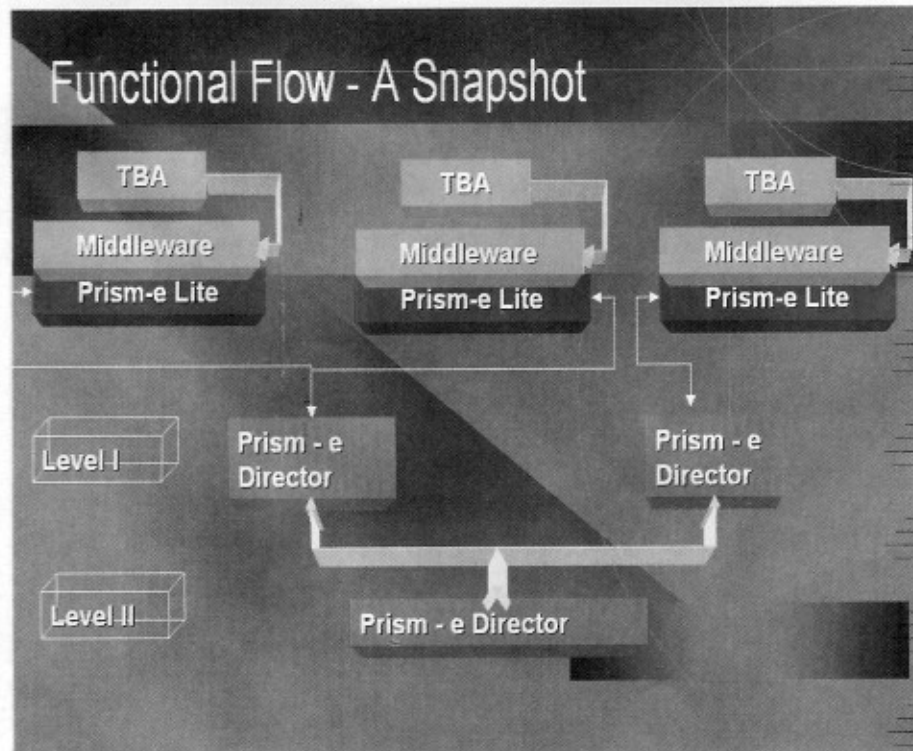 Functional Flow - A Snapshot
TBA
TBA
TBA
Middleware
Middleware
Middleware
Prism-e Lite
Prism-e Lite
Prism-e Lite
Level I
Prism - e
Director
Prism - e
Director
Level II
Prism - e Director